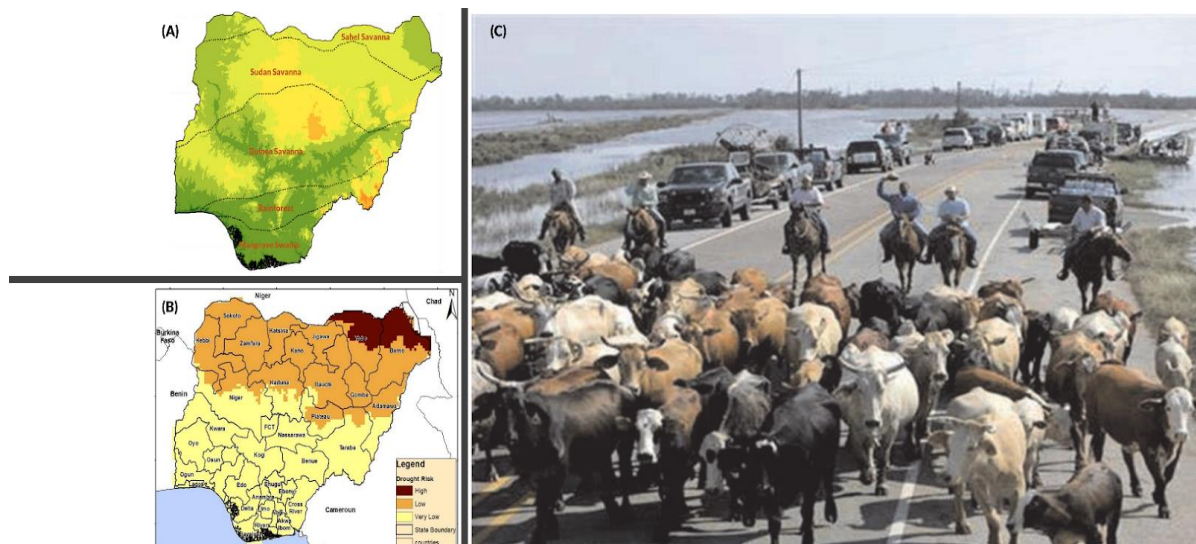 (A)
Sahel Savanna
Sudan Savanna
Guinea Savanna
Rainforest
Mangrove Swamp
(B)
Niger
Chad
N
Burkina
Faso
Sokoto
Katsina
Jigawa
Yobe
Borno
Kebbi
Zamfara
Kano
Kaduna
Bauchi
Gombe
Adamawa
Benin
Niger
Plateau
Kwara
FCT
Nassarawa
Taraba
Oyo
Kogi
Benue
Osun
Ogun
Lagos
Edo
Enugu
Ebonyi
Anambra
Cross
River
Delta
Imo
Rivers
Akwa
Ibom
Cameroun
Legend
Drought Risk
High
Low
Very Low
State Boundary
countries
(C)